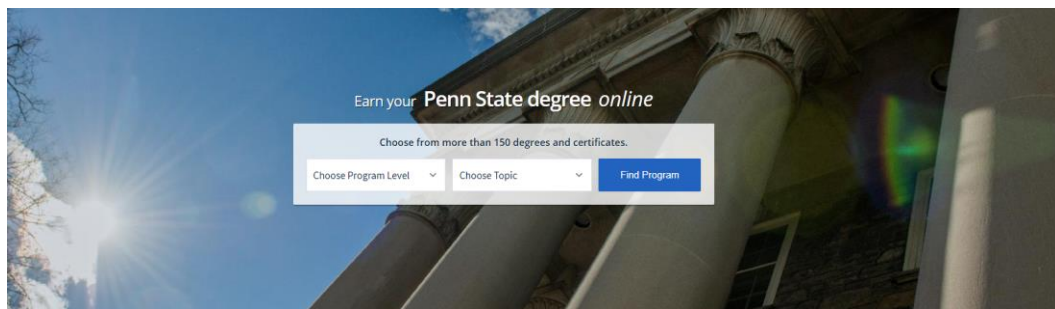 Earn your Penn State degree online
Choose from more than 150 degrees and certificates.
Choose Program Level Choose Topic Find Program